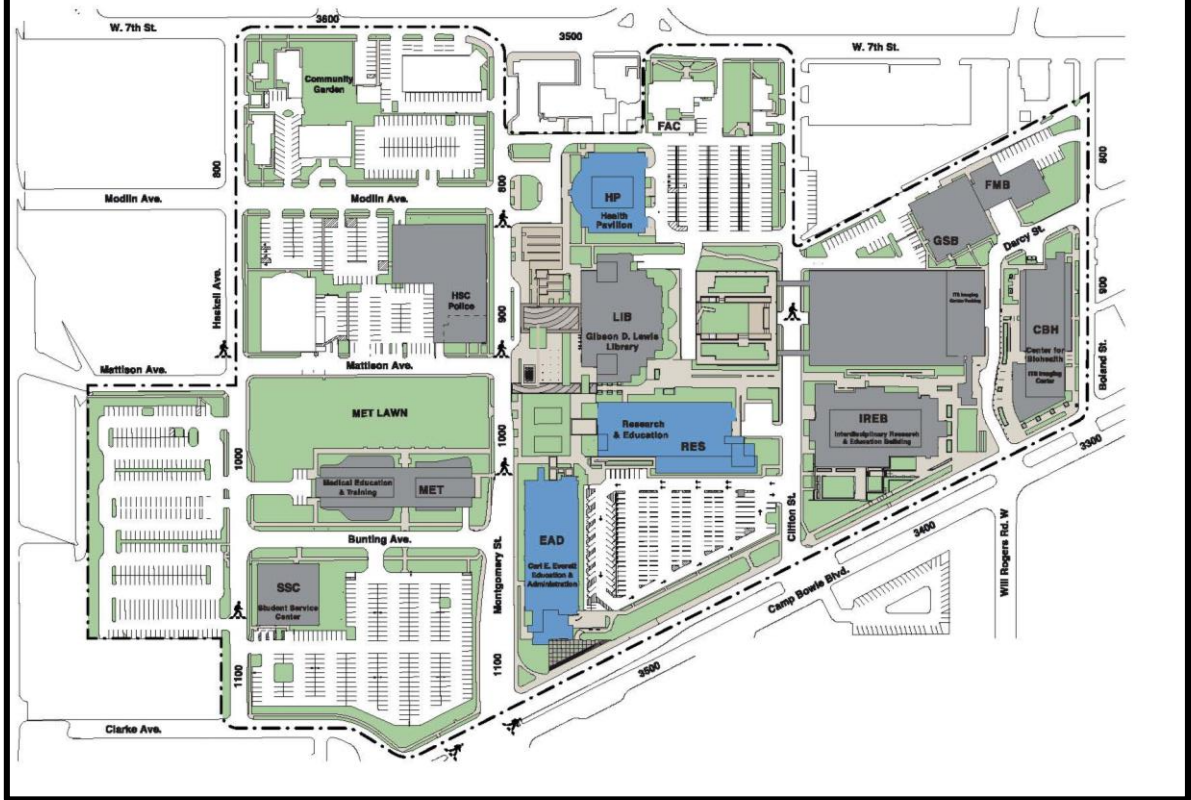 3600
W. 7th St.
3500
W. 7th St.
Community
Garden
FAC
800
800
800
Modlin Ave.
Modlin Ave.
HP
Health
Pavilion
FMB
GSB
Darcy St.
Haskell Ave.
HSC
Police
900
LIB
Gibson D. Lewis
Library
900
CBH
Center for
BioHealth
ITR Imaging
Center
Boland St.
Mattison Ave.
Mattison Ave.
MET LAWN
1000
1000
Research
& Education
RES
IREB
Interdisciplinary Research
& Education Building
3300
Medical Education
& Training
MET
Bunting Ave.
Montgomery St.
EAD
Carl E. Everett
Education &
Administration
Clifton St.
3400
Will Rogers Rd. W
Camp Bowie Blvd.
SSC
Student Service
Center
1100
1100
3500
Clarke Ave.